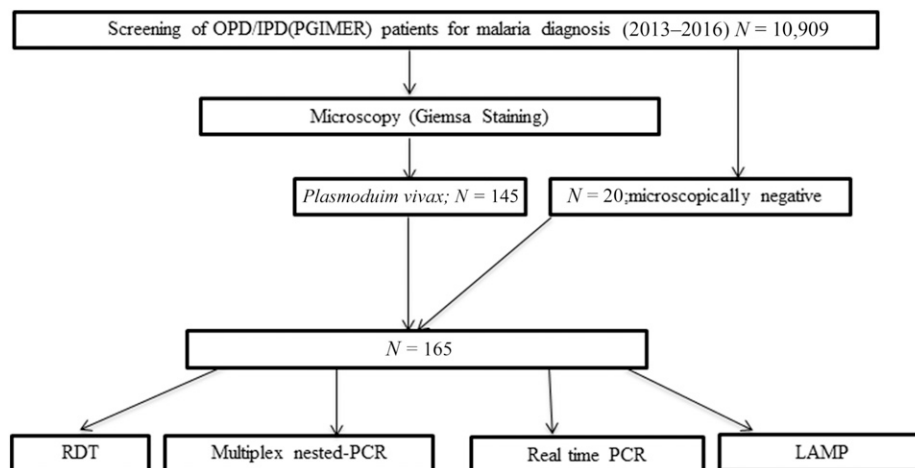 Screening of OPD/IPD(PGIMER) patients for malaria diagnosis (2013–2016) N = 10,909
Microscopy (Giemsa Staining)
Plasmoduim vivax; N = 145
N = 20;microscopically negative
N = 165
RDT
Multiplex nested-PCR
Real time PCR
LAMP